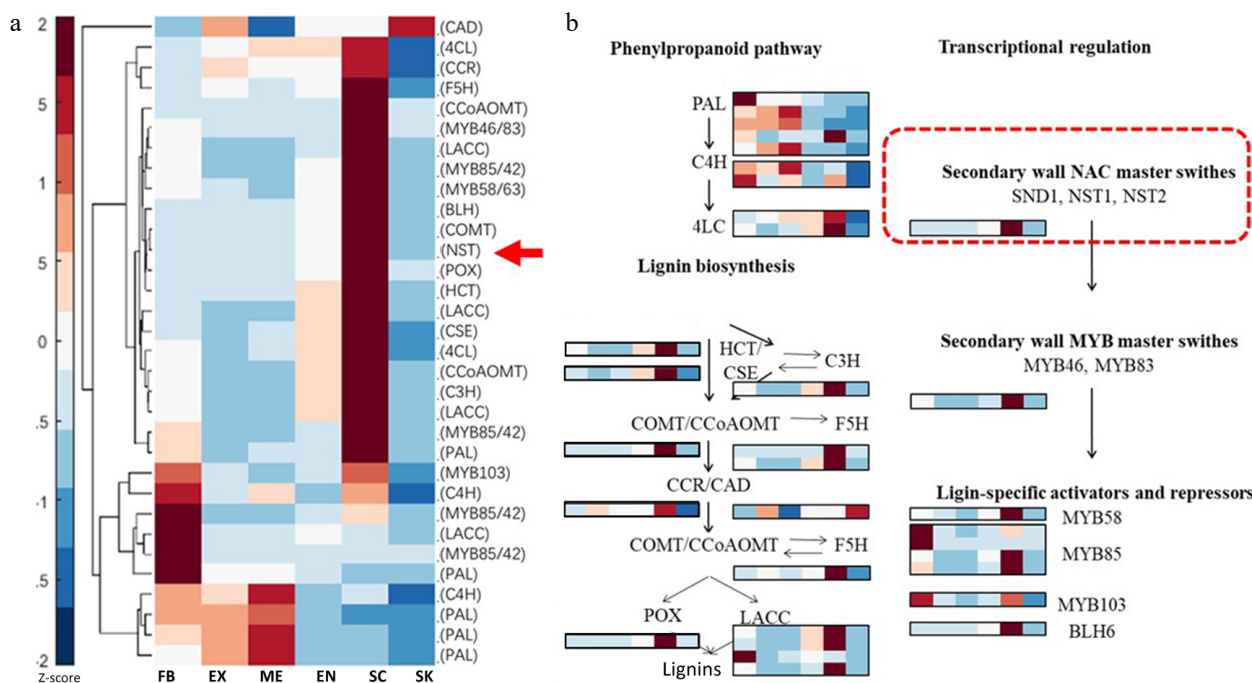 a
2
5
1
5
0
.5
-1
.5
-2
Z-score
.(CAD)
.(4CL)
.(CCR)
.(F5H)
.(CCoAOMT)
.(MYB46/83)
.(LACC)
.(MYB85/42)
.(MYB58/63)
.(BLH)
.(COMT)
.(NST)
.(POX)
.(HCT)
.(LACC)
.(CSE)
.(4CL)
.(CCoAOMT)
.(C3H)
.(LACC)
.(MYB85/42)
.(PAL)
.(MYB103)
.(C4H)
.(MYB85/42)
.(LACC)
.(MYB85/42)
.(PAL)
.(C4H)
.(PAL)
.(PAL)
.(PAL)
FB EX ME EN SC SK
b
Phenylpropanoid pathway
PAL
C4H
4LC
Lignin biosynthesis
HCT/
CSE
C3H
COMT/CCoAOMT
F5H
CCR/CAD
COMT/CCoAOMT
F5H
POX
LACC
Lignins
Transcriptional regulation
Secondary wall NAC master swithes
SND1, NST1, NST2
Secondary wall MYB master swithes
MYB46, MYB83
Ligin-specific activators and repressors
MYB58
MYB85
MYB103
BLH6